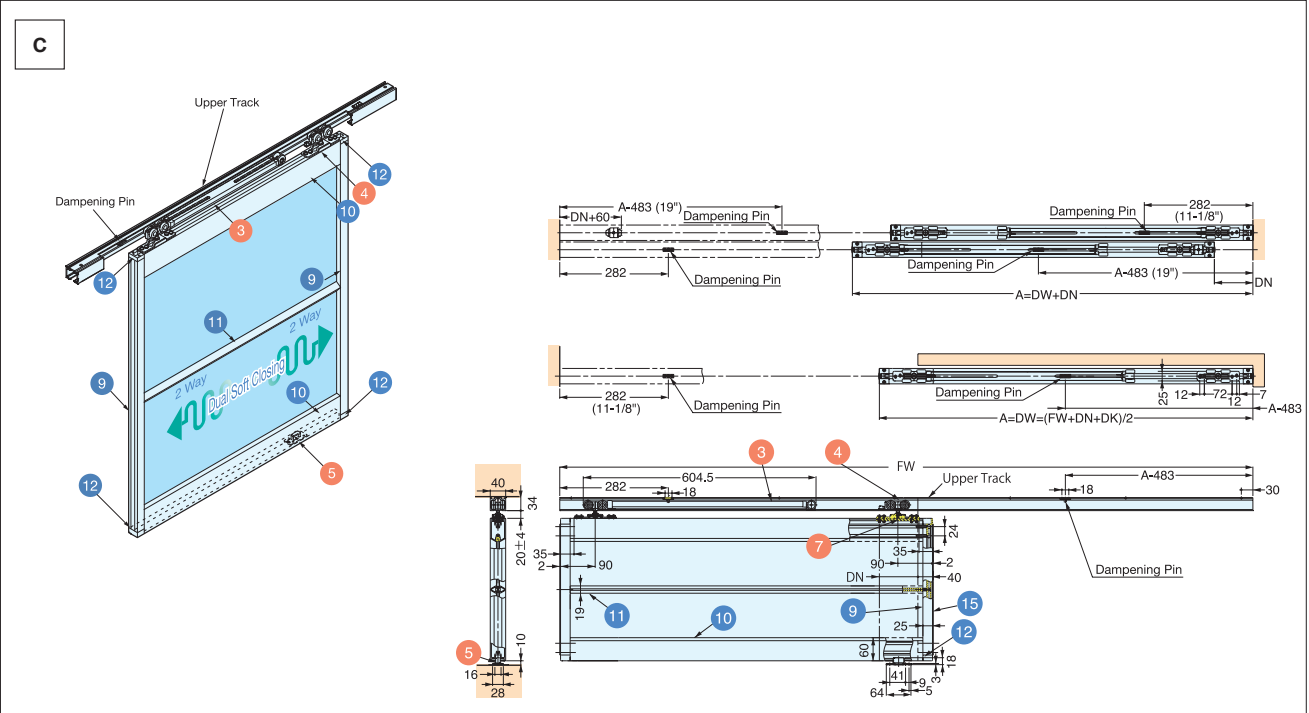 C
Upper Track
Dampening Pin
12
4
10
3
12
9
11
2 Way
2 Way
Dual Soft Closing
9
12
10
5
12
A-483 (19")
DN+60
Dampening Pin
282
Dampening Pin
Dampening Pin
282
(11-1/8")
Dampening Pin
A-483 (19")
DN
A=DW+DN
282
(11-1/8")
Dampening Pin
Dampening Pin
25
12
72
12
7
A-483
A=DW=(FW+DN+DK)/2
3
4
FW
604.5
282
18
Upper Track
A-483
18
30
40
34
20±4
35
2
90
7
24
35
90
2
DN
40
Dampening Pin
19
11
10
9
15
25
12
10
5
16
28
60
41
9
64
5
3
18